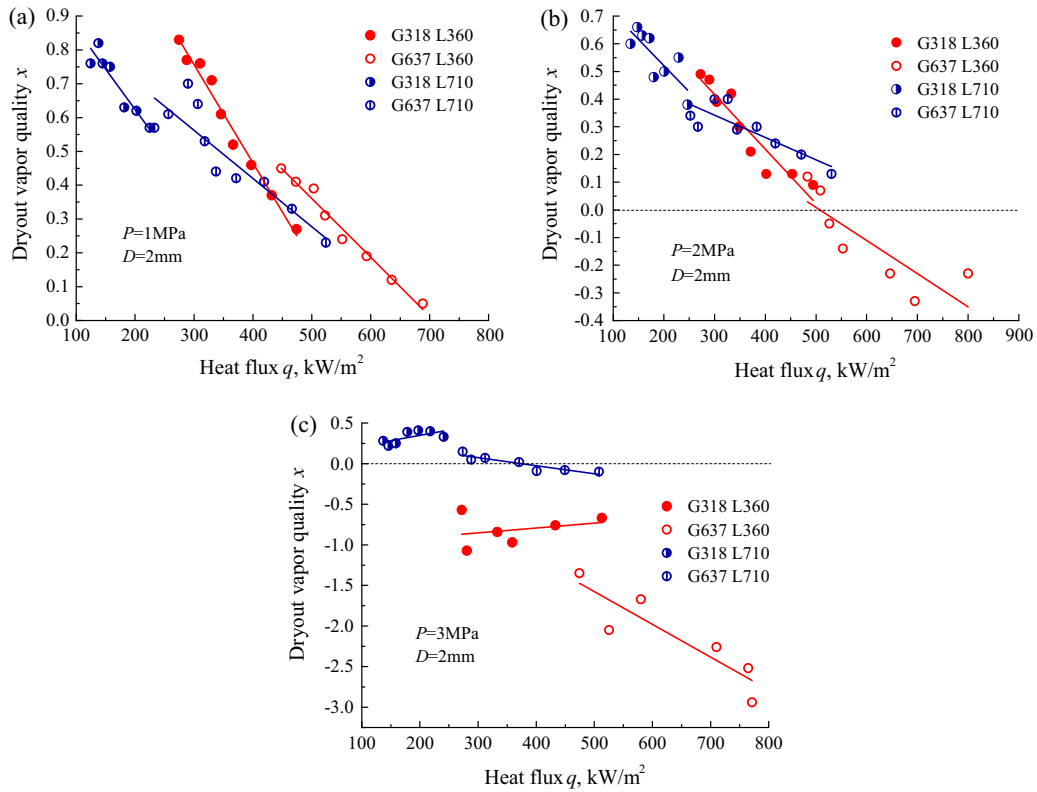 (a)
0.9
0.8
0.7
0.6
0.5
0.4
0.3
0.2
0.1
0.0
Dryout vapor quality x
G318 L360
G637 L360
G318 L710
G637 L710
P=1MPa
D=2mm
100 200 300 400 500 600 700 800
Heat flux q, kW/m²
(b)
0.7
0.6
0.5
0.4
0.3
0.2
0.1
0.0
-0.1
-0.2
-0.3
-0.4
Dryout vapor quality x
G318 L360
G637 L360
G318 L710
G637 L710
P=2MPa
D=2mm
100 200 300 400 500 600 700 800 900
Heat flux q, kW/m²
(c)
0.5
0.0
-0.5
-1.0
-1.5
-2.0
-2.5
-3.0
Dryout vapor quality x
G318 L360
G637 L360
G318 L710
G637 L710
P=3MPa
D=2mm
100 200 300 400 500 600 700 800
Heat flux q, kW/m²